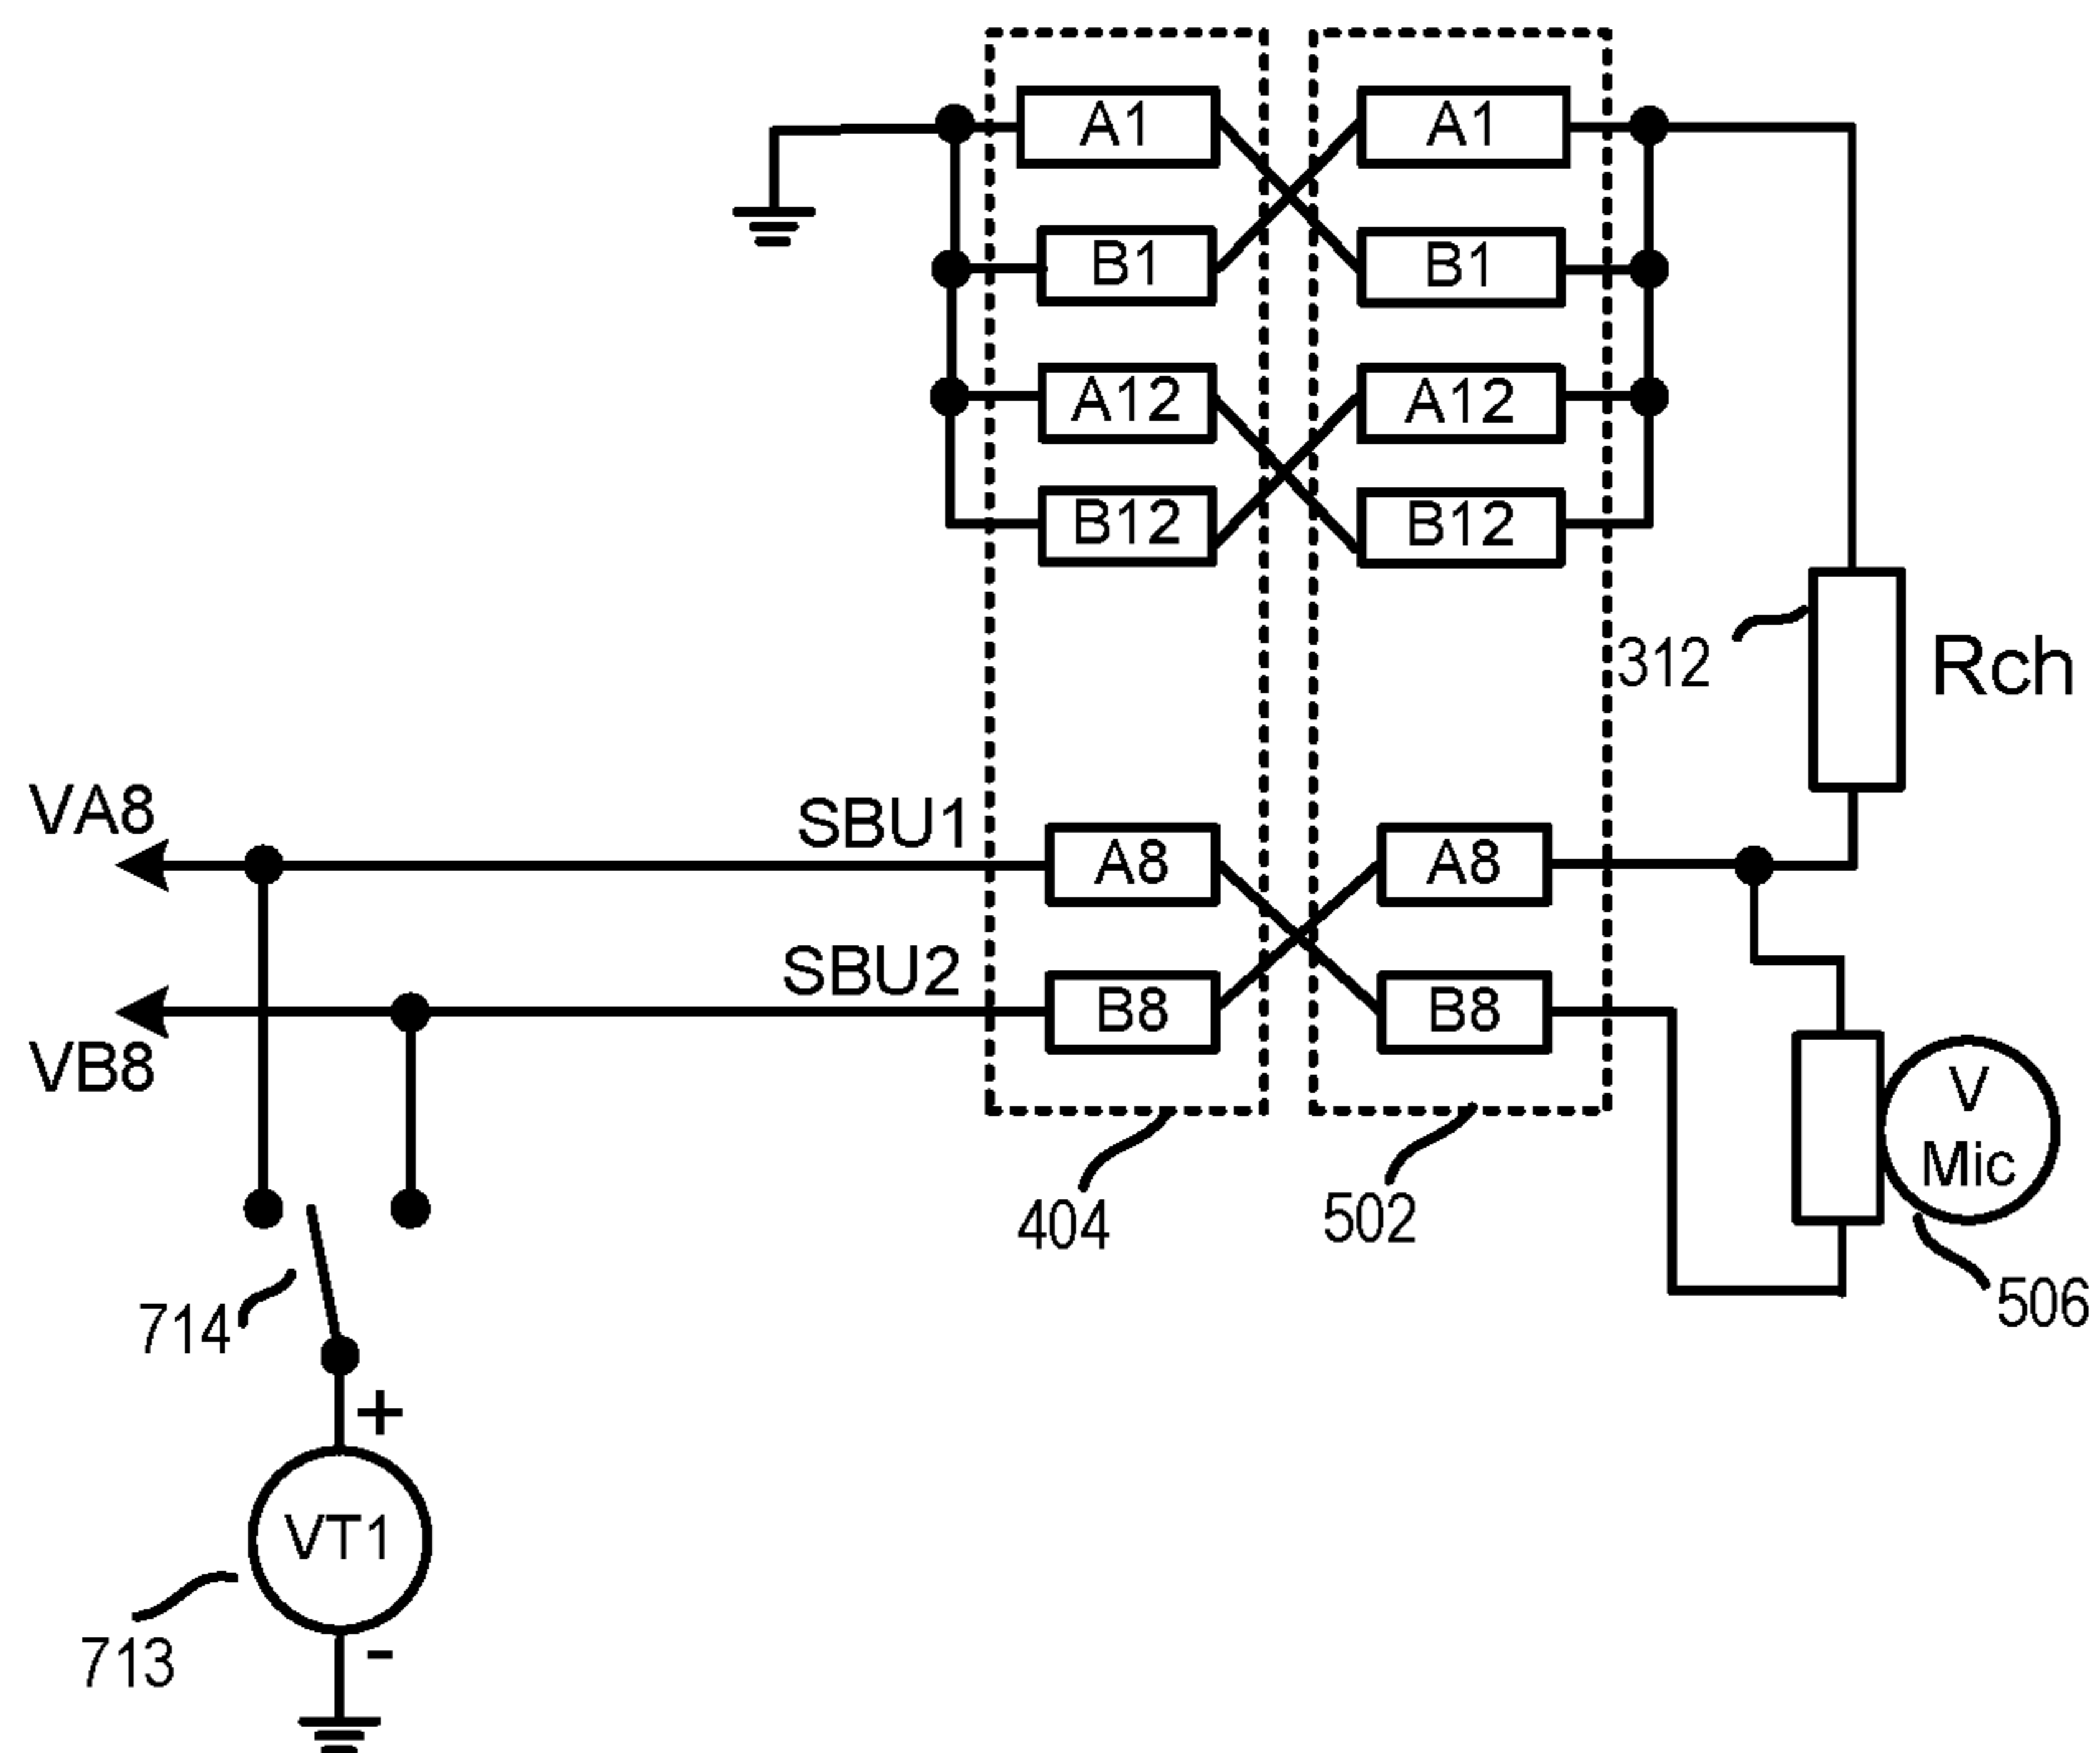 A1 A1
B1 B1
A12 A12
B12 B12
312
Rch
VA8
SBU1
A8 A8
SBU2
B8 B8
VB8
V
Mic
404
502
506
714
+
VT1
713
-